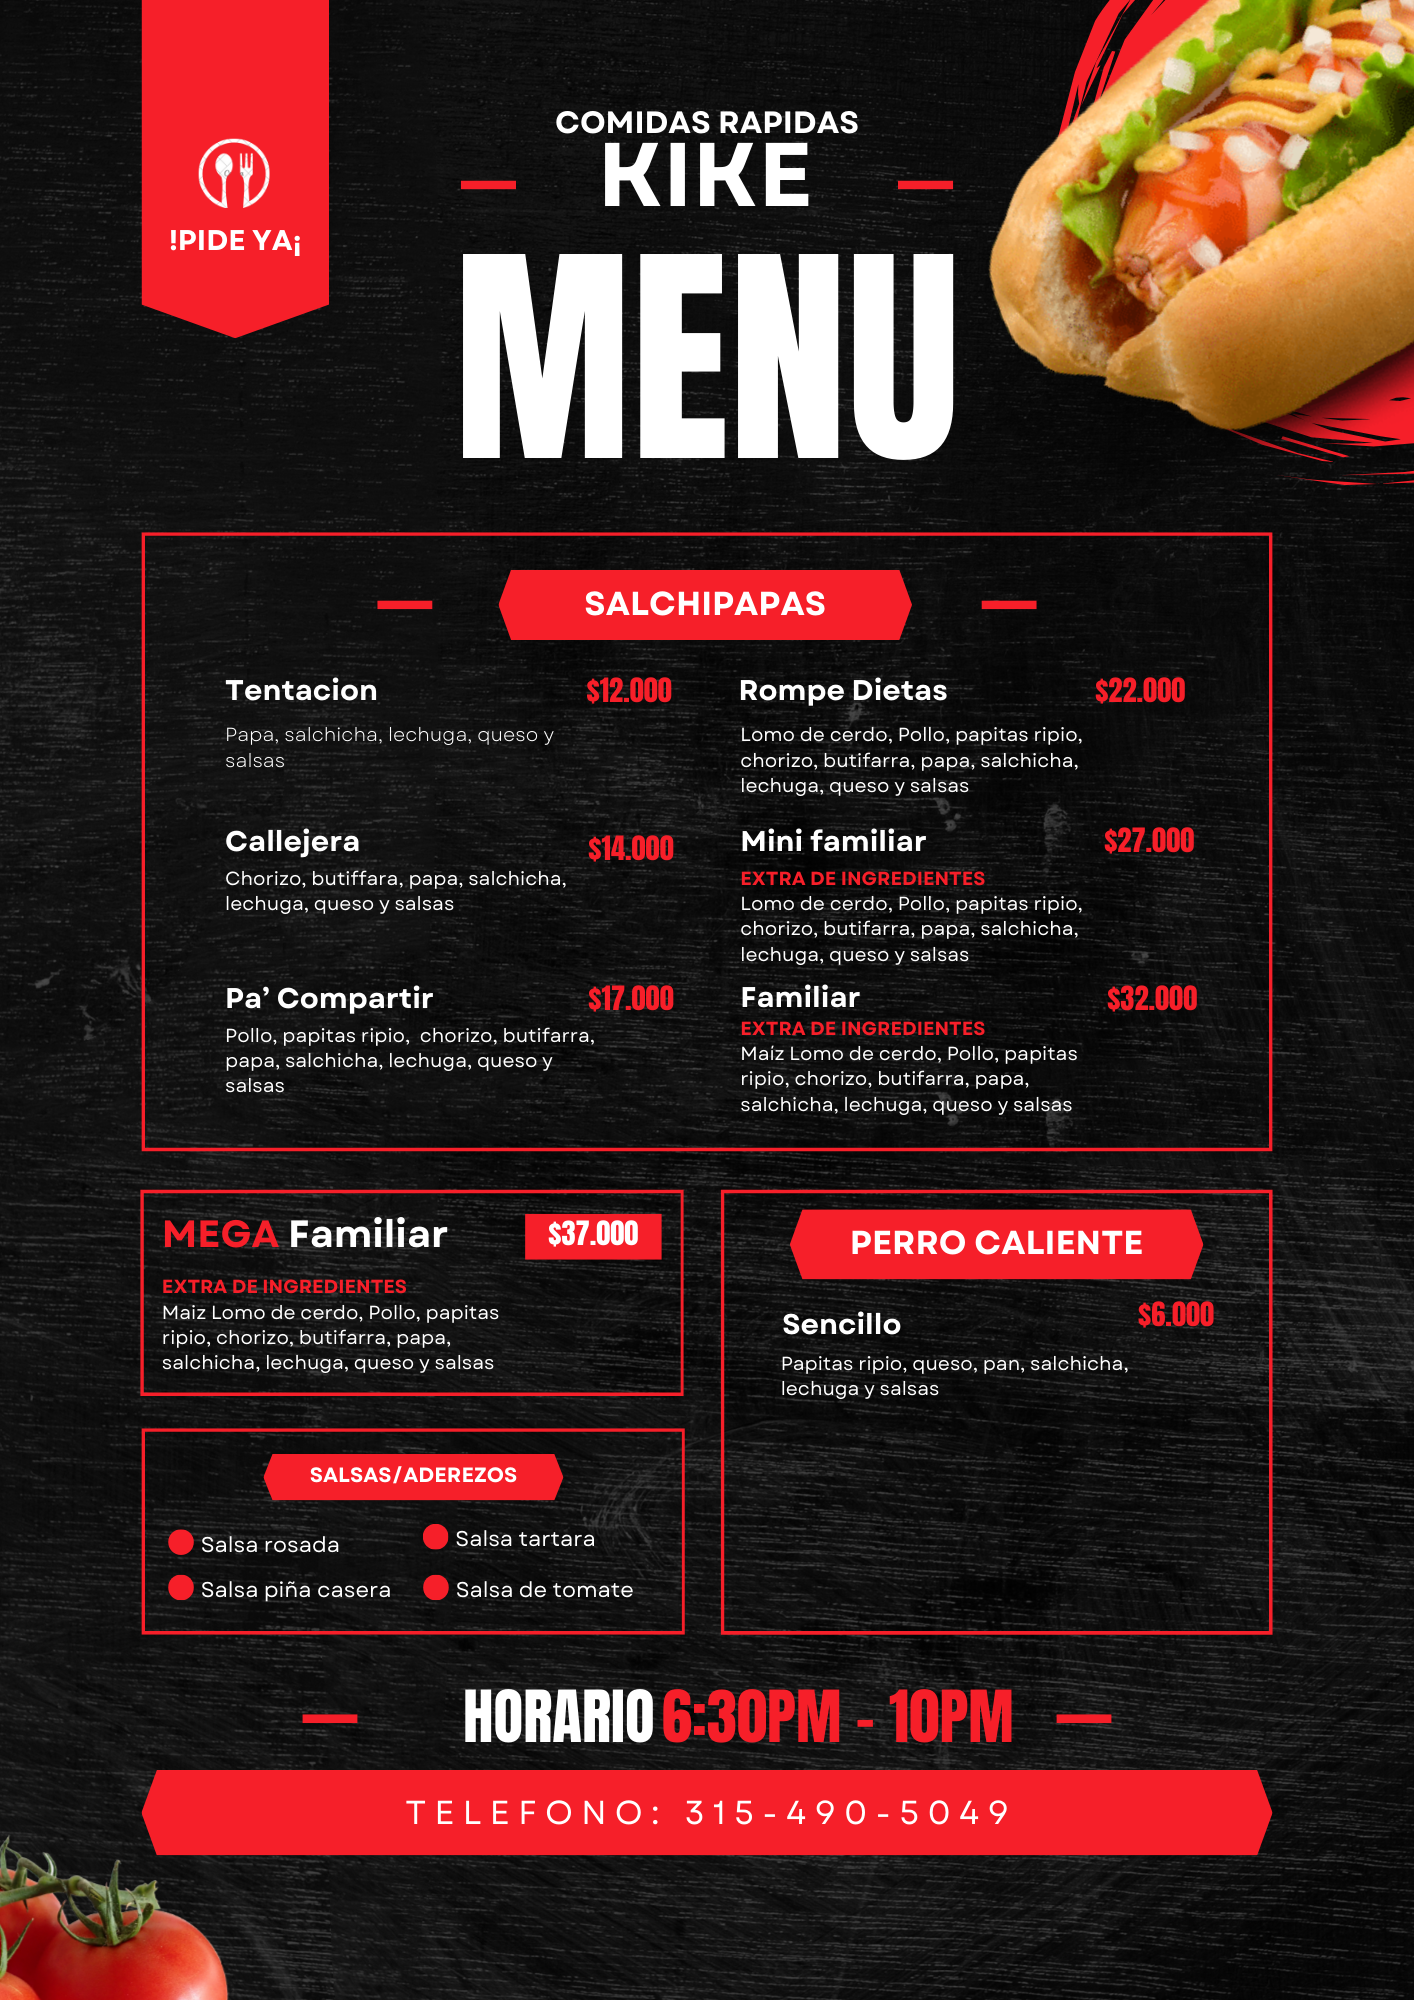 COMIDAS RAPIDAS
KIKE
!PIDE YA¡
MENU
SALCHIPAPAS
Tentacion $12.000
Papa, salchicha, lechuga, queso y
salsas
Callejera $14.000
Chorizo, butiffara, papa, salchicha,
lechuga, queso y salsas
Pa’ Compartir $17.000
Pollo, papitas ripio, chorizo, butifarra,
papa, salchicha, lechuga, queso y
salsas
Rompe Dietas $22.000
Lomo de cerdo, Pollo, papitas ripio,
chorizo, butifarra, papa, salchicha,
lechuga, queso y salsas
Mini familiar $27.000
EXTRA DE INGREDIENTES
Lomo de cerdo, Pollo, papitas ripio,
chorizo, butifarra, papa, salchicha,
lechuga, queso y salsas
Familiar $32.000
EXTRA DE INGREDIENTES
Maíz Lomo de cerdo, Pollo, papitas
ripio, chorizo, butifarra, papa,
salchicha, lechuga, queso y salsas
MEGA Familiar $37.000
EXTRA DE INGREDIENTES
Maiz Lomo de cerdo, Pollo, papitas
ripio, chorizo, butifarra, papa,
salchicha, lechuga, queso y salsas
SALSAS/ADEREZOS
Salsa rosada
Salsa tartara
Salsa piña casera
Salsa de tomate
PERRO CALIENTE
Sencillo $6.000
Papitas ripio, queso, pan, salchicha,
lechuga y salsas
HORARIO 6:30PM - 10PM
TELEFONO: 315-490-5049